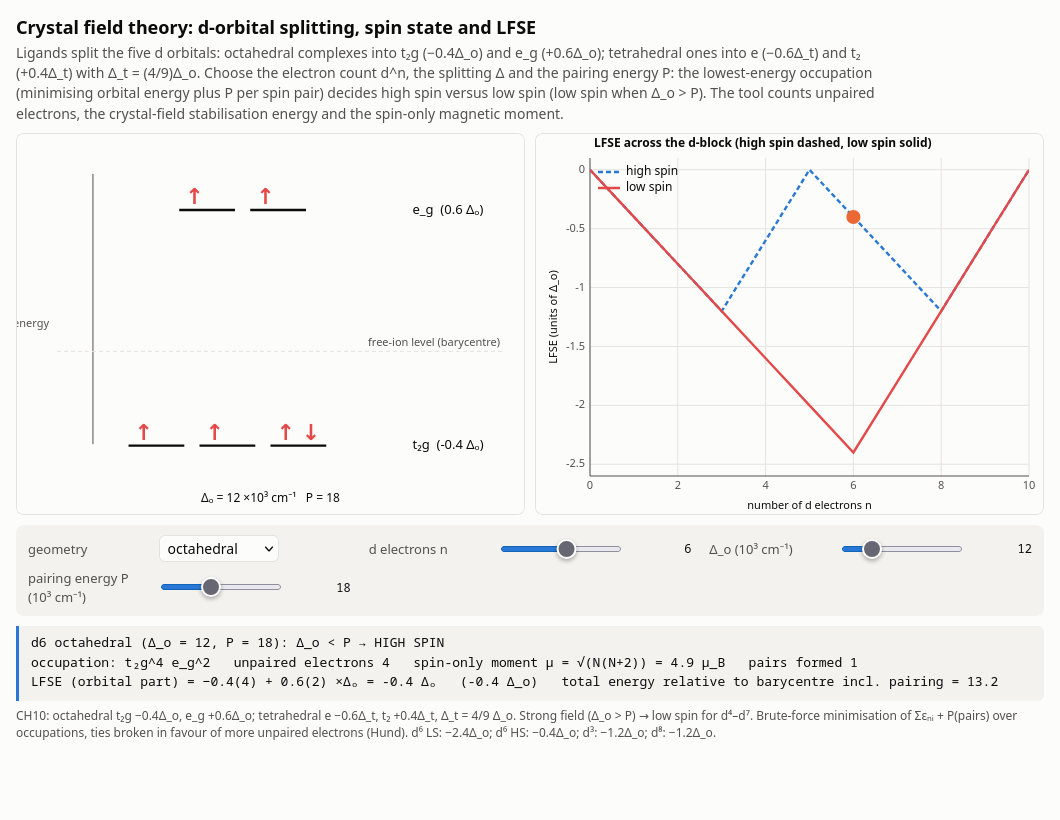 Crystal field theory: d-orbital splitting, spin state and LFSE
Ligands split the five d orbitals: octahedral complexes into t₂g (−0.4Δ_o) and e_g (+0.6Δ_o); tetrahedral ones into e (−0.6Δ_t) and t₂
(+0.4Δ_t) with Δ_t = (4/9)Δ_o. Choose the electron count d^n, the splitting Δ and the pairing energy P: the lowest-energy occupation
(minimising orbital energy plus P per spin pair) decides high spin versus low spin (low spin when Δ_o > P). The tool counts unpaired
electrons, the crystal-field stabilisation energy and the spin-only magnetic moment.
↑ ↑
e_g (0.6 Δₒ)
energy
free-ion level (barycentre)
↑ ↑ ↑ ↓
t₂g (-0.4 Δₒ)
Δₒ = 12 ×10³ cm⁻¹ P = 18
LFSE across the d-block (high spin dashed, low spin solid)
high spin
low spin
0
-0.5
-1
-1.5
-2
-2.5
LFSE (units of Δ_o)
0 2 4 6 8 10
number of d electrons n
geometry octahedral d electrons n 6 Δ_o (10³ cm⁻¹) 12
pairing energy P
(10³ cm⁻¹) 18
d6 octahedral (Δ_o = 12, P = 18): Δ_o < P → HIGH SPIN
occupation: t₂g^4 e_g^2 unpaired electrons 4 spin-only moment μ = √(N(N+2)) = 4.9 μ_B pairs formed 1
LFSE (orbital part) = −0.4(4) + 0.6(2) ×Δₒ = -0.4 Δₒ (-0.4 Δ_o) total energy relative to barycentre incl. pairing = 13.2
CH10: octahedral t₂g −0.4Δ_o, e_g +0.6Δ_o; tetrahedral e −0.6Δ_t, t₂ +0.4Δ_t, Δ_t = 4/9 Δ_o. Strong field (Δ_o > P) → low spin for d⁴–d⁷. Brute-force minimisation of Σεₙᵢ + P(pairs) over
occupations, ties broken in favour of more unpaired electrons (Hund). d⁶ LS: −2.4Δ_o; d⁶ HS: −0.4Δ_o; d³: −1.2Δ_o; d⁸: −1.2Δ_o.